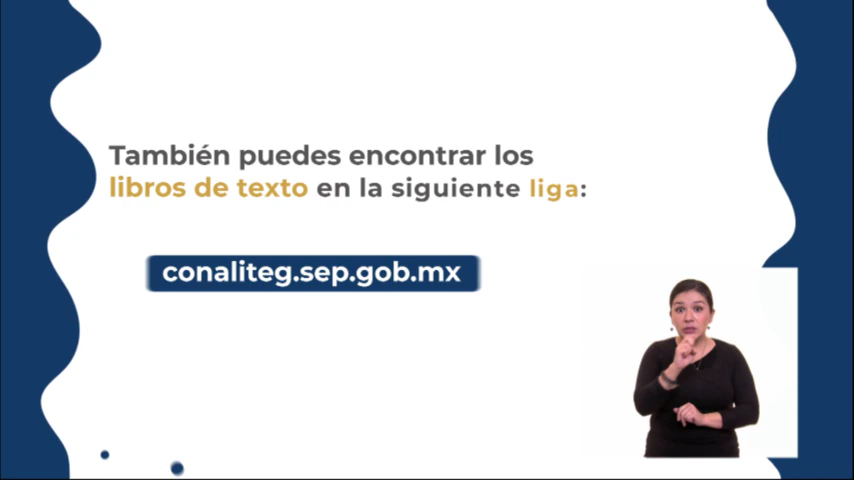 También puedes encontrar los
libros de texto en la siguiente liga:
conaliteg.sep.gob.mx